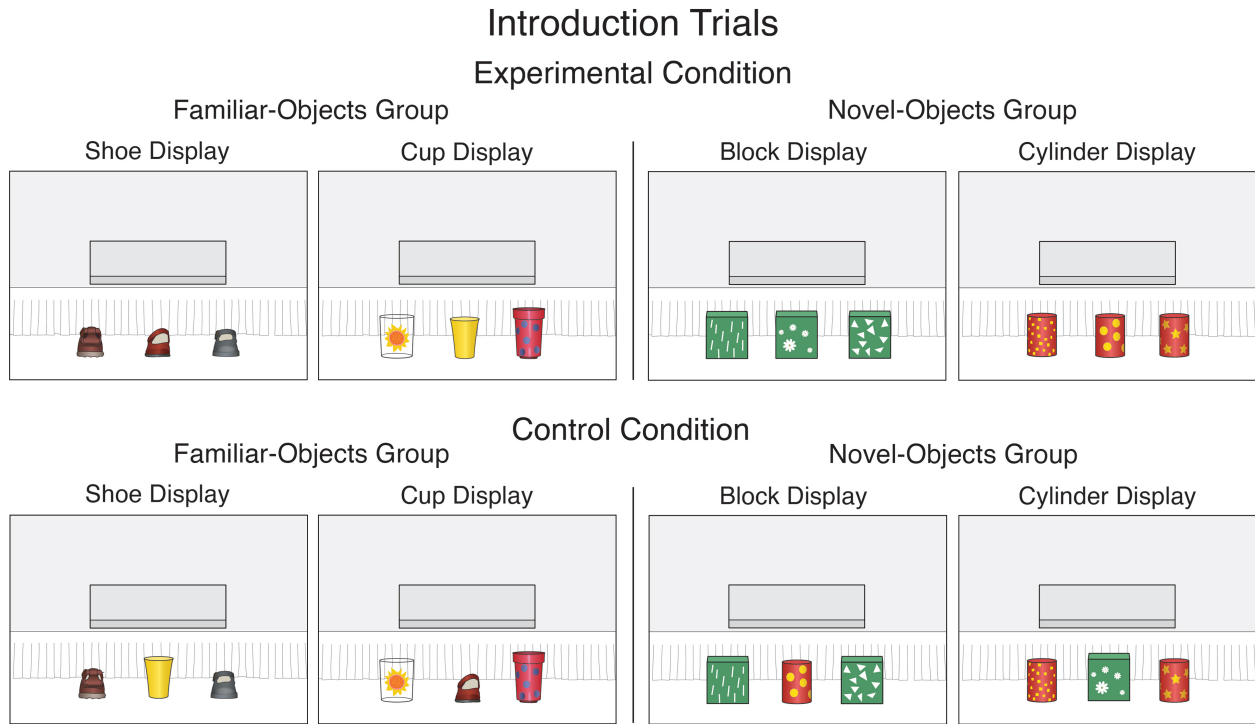 Introduction Trials
Experimental Condition
Familiar-Objects Group
Novel-Objects Group
Shoe Display
Cup Display
Block Display
Cylinder Display
Control Condition
Familiar-Objects Group
Novel-Objects Group
Shoe Display
Cup Display
Block Display
Cylinder Display